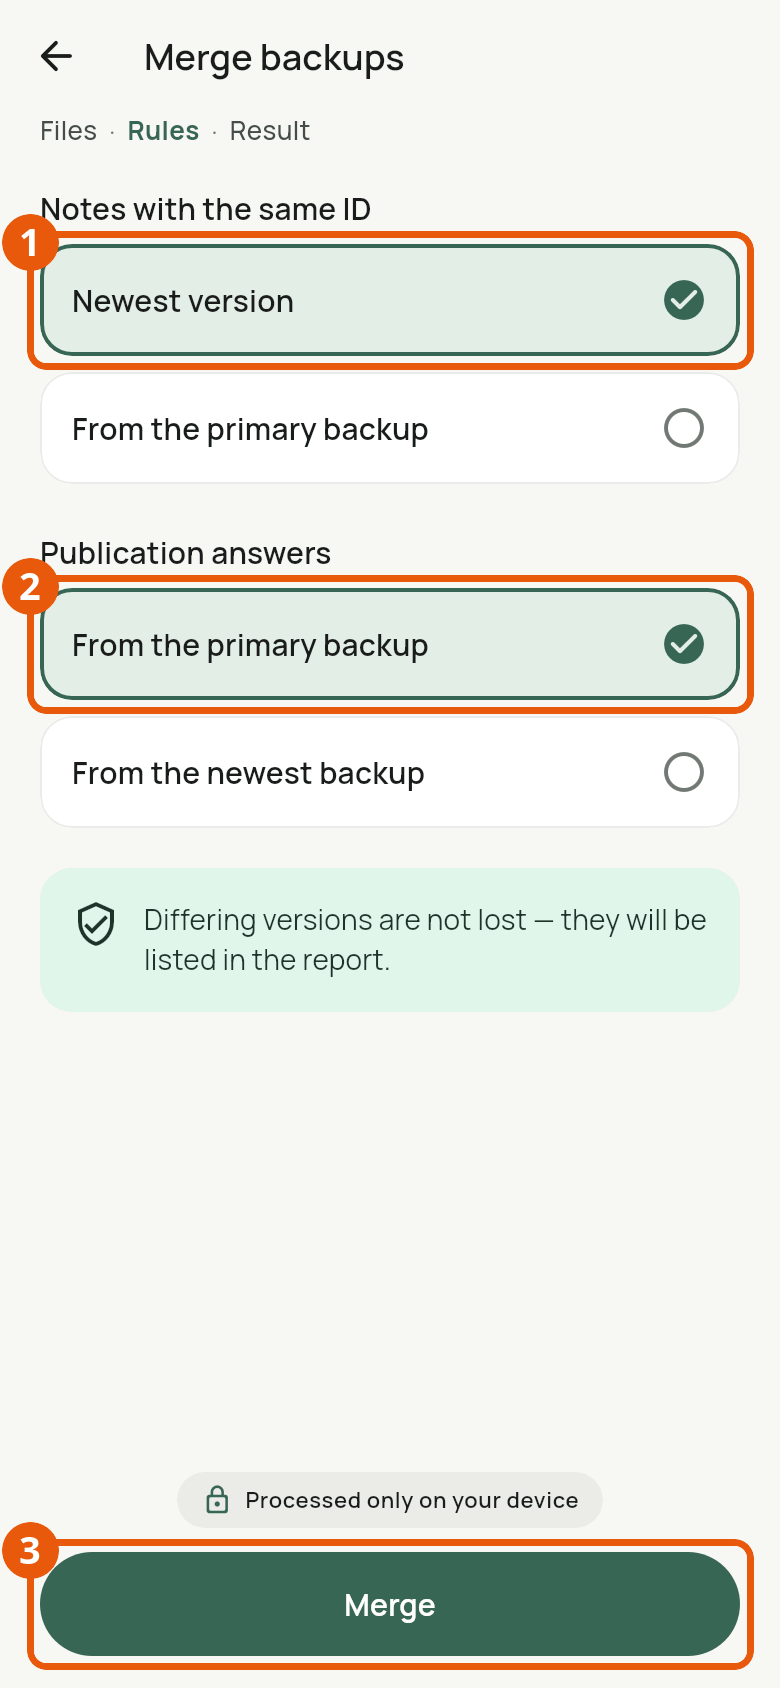 Merge backups
Files · Rules · Result
Notes with the same ID
1
Newest version
From the primary backup
Publication answers
2
From the primary backup
From the newest backup
Differing versions are not lost — they will be
listed in the report.
Processed only on your device
3
Merge